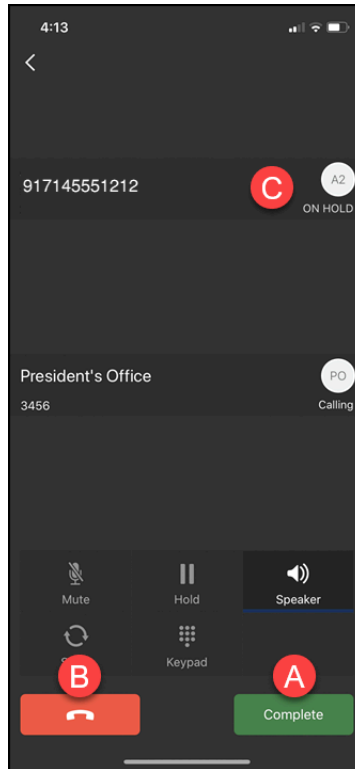 4:13
917145551212
C
A2
ON HOLD
President's Office
PO
3456
Calling
Mute
Hold
Speaker
Keypad
B
A
Complete